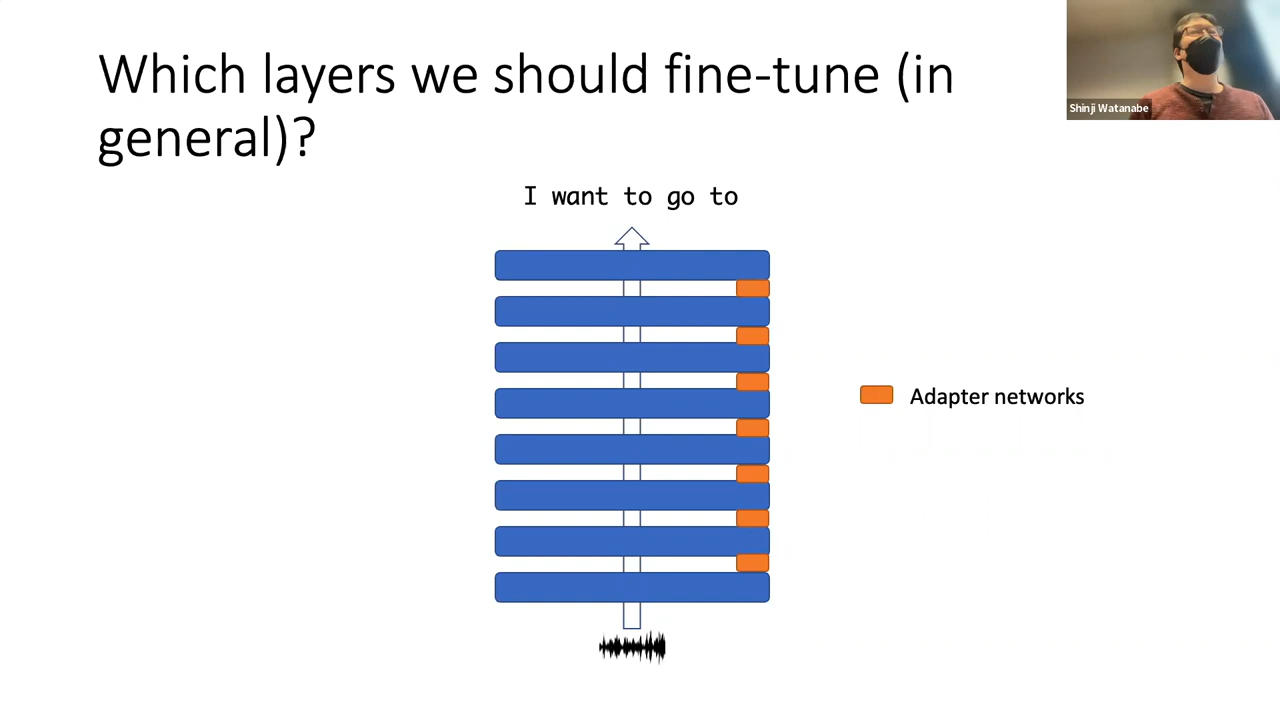 Which layers we should fine-tune (in
general)?
Shinji Watanabe
I want to go to
Adapter networks